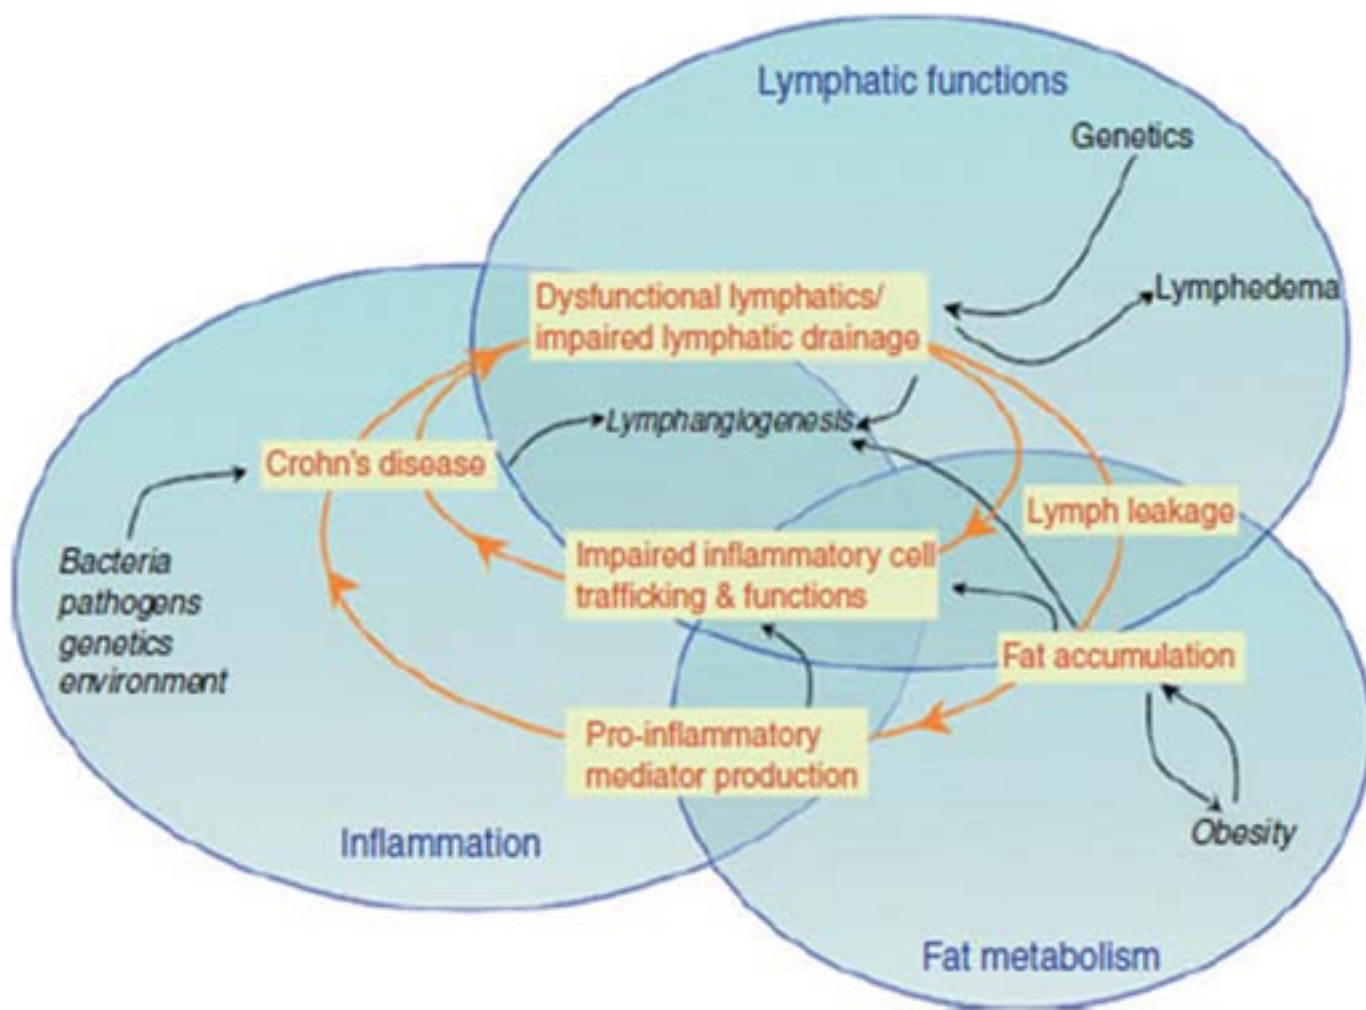 Lymphatic functions
Genetics
Lymphedema
Dysfunctional lymphatics/
impaired lymphatic drainage
Lymphangiogenesis
Crohn's disease
Lymph leakage
Impaired inflammatory cell
trafficking & functions
Bacteria
pathogens
genetics
environment
Fat accumulation
Pro-inflammatory
mediator production
Inflammation
Obesity
Fat metabolism